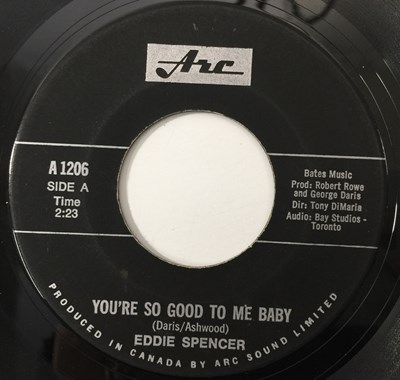 Arc
A 1206
SIDE A
Time
2:23
Bates Music
Prod: Robert Rowe
and George Daris
Dir: Tony DiMaria
Audio: Bay Studios -
Toronto
YOU'RE SO GOOD TO ME BABY
(Daris/Ashwood)
EDDIE SPENCER
PRODUCED IN CANADA BY ARC SOUND LIMITED